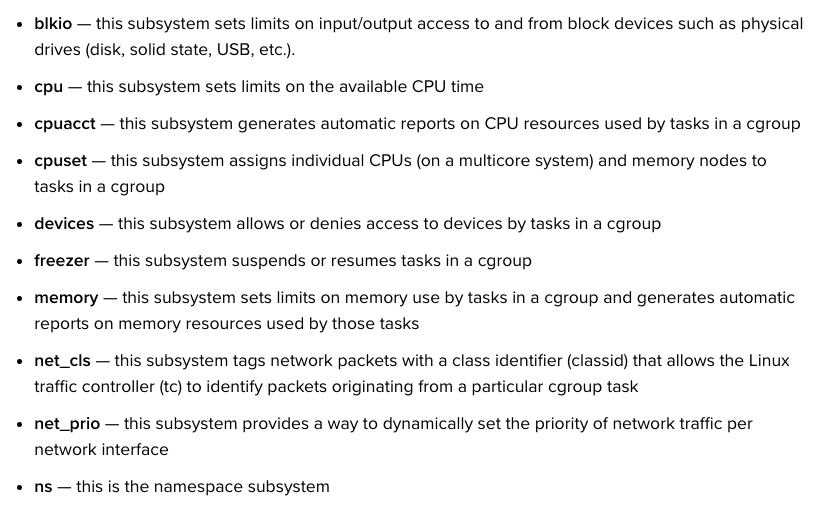 • blkio — this subsystem sets limits on input/output access to and from block devices such as physical
drives (disk, solid state, USB, etc.).
• cpu — this subsystem sets limits on the available CPU time
• cpuacct — this subsystem generates automatic reports on CPU resources used by tasks in a cgroup
• cpuset — this subsystem assigns individual CPUs (on a multicore system) and memory nodes to
tasks in a cgroup
• devices — this subsystem allows or denies access to devices by tasks in a cgroup
• freezer — this subsystem suspends or resumes tasks in a cgroup
• memory — this subsystem sets limits on memory use by tasks in a cgroup and generates automatic
reports on memory resources used by those tasks
• net_cls — this subsystem tags network packets with a class identifier (classid) that allows the Linux
traffic controller (tc) to identify packets originating from a particular cgroup task
• net_prio — this subsystem provides a way to dynamically set the priority of network traffic per
network interface
• ns — this is the namespace subsystem